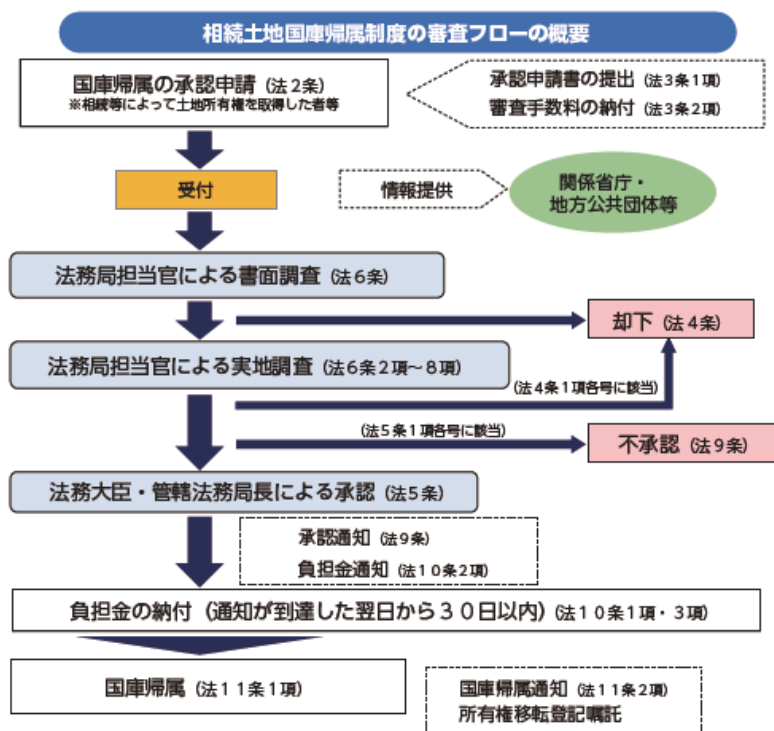 相続土地国庫帰属制度の審査フローの概要
国庫帰属の承認申請（法２条）
※相続等によって土地所有権を取得した者等
承認申請書の提出（法３条１項）
審査手数料の納付（法３条２項）
受付
情報提供
関係省庁・
地方公共団体等
法務局担当官による書面調査（法６条）
却下（法４条）
法務局担当官による実地調査（法６条２項～８項）
（法４条１項各号に該当）
（法５条１項各号に該当）
不承認（法９条）
法務大臣・管轄法務局長による承認（法５条）
承認通知（法９条）
負担金通知（法１０条２項）
負担金の納付（通知が到達した翌日から３０日以内）（法１０条１項・３項）
国庫帰属（法１１条１項）
国庫帰属通知（法１１条２項）
所有権移転登記嘱託